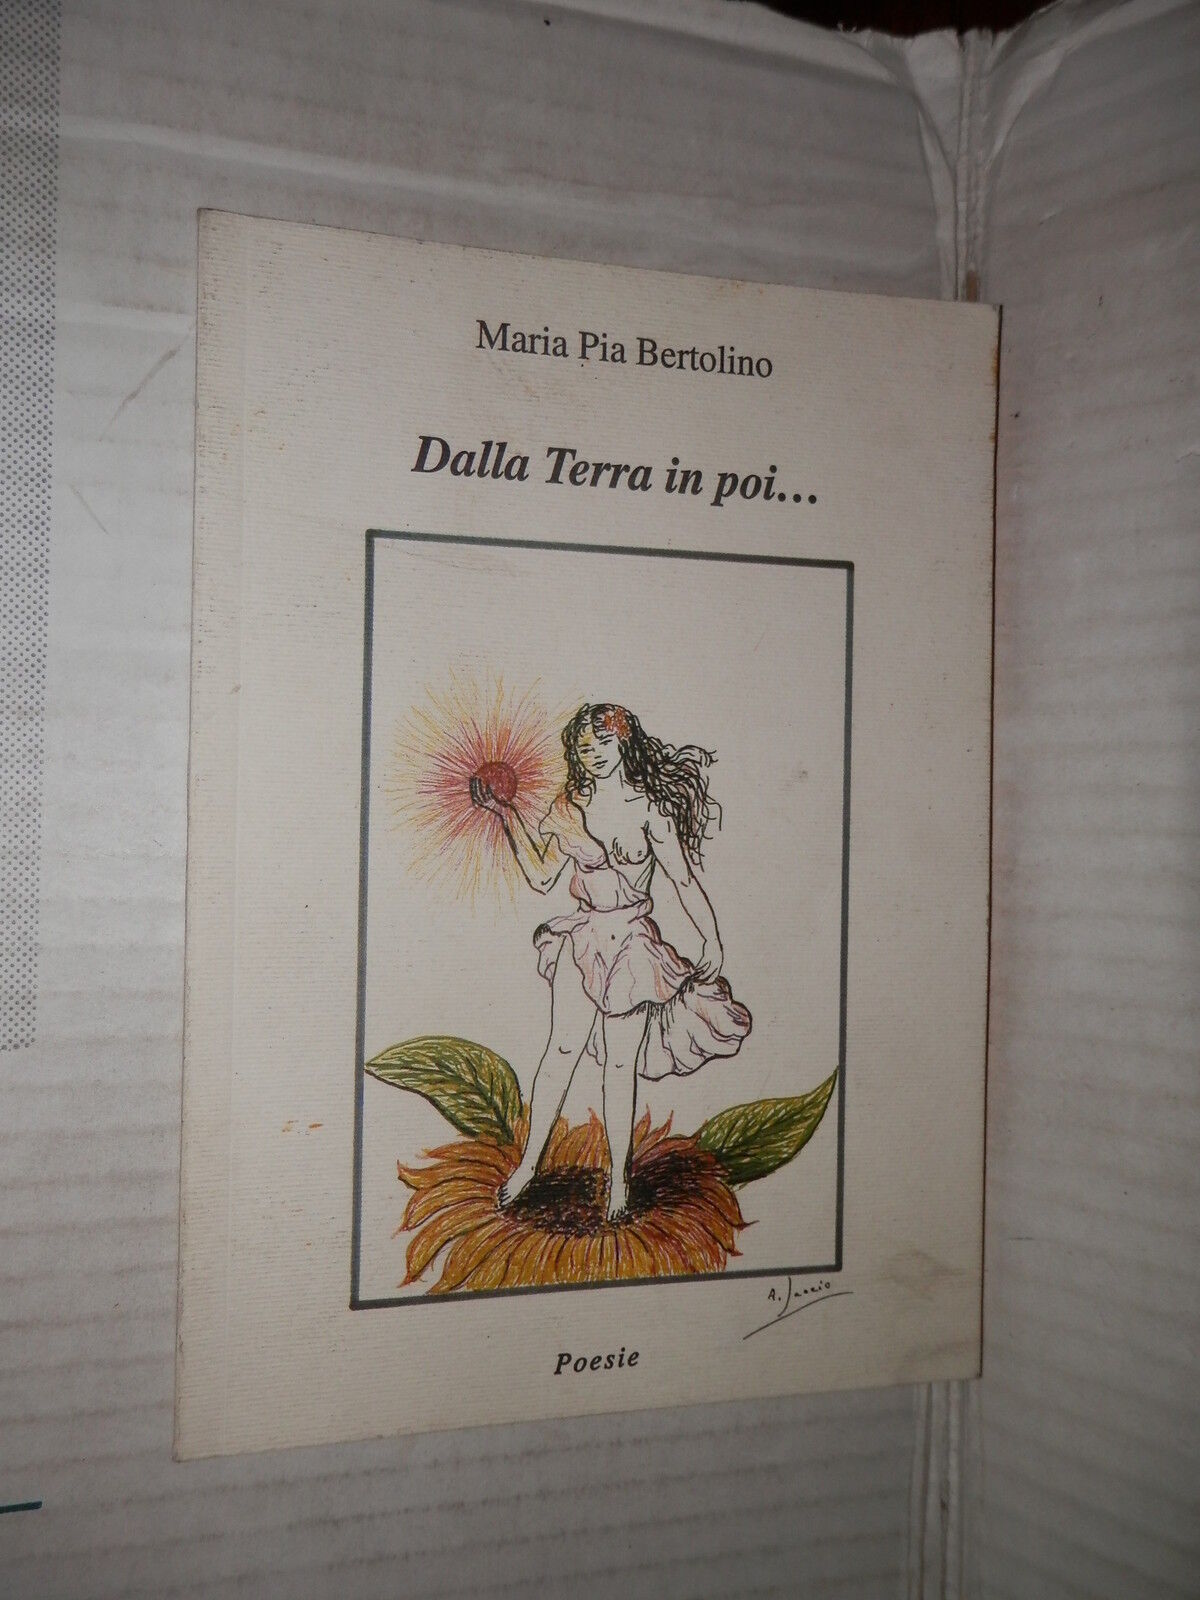 Maria Pia Bertolino
Dalla Terra in poi...
A.
Poesie